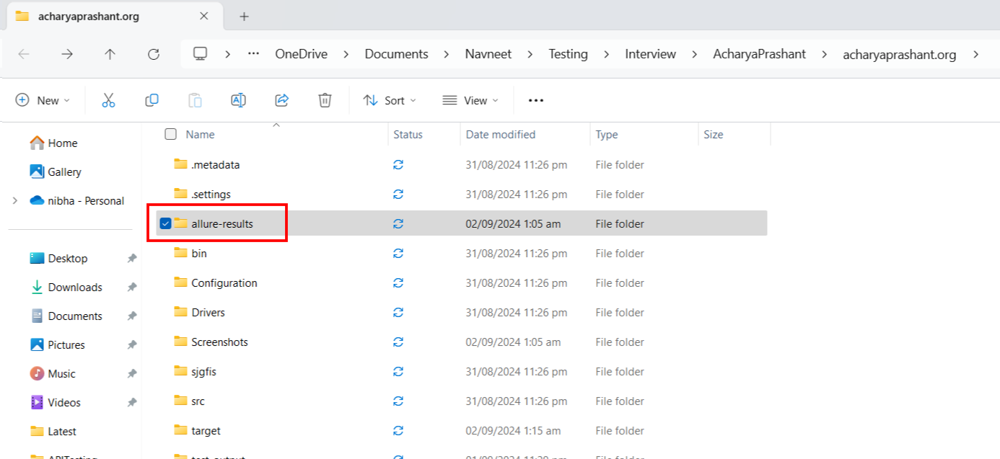 acharyaprashant.org
OneDrive > Documents > Navneet > Testing > Interview > AcharyaPrashant > acharyaprashant.org >
New Sort View
Name Status Date modified Type Size
Home
Gallery
nibha - Personal
Desktop
Downloads
Documents
Pictures
Music
Videos
Latest
APITesting
.metadata 31/08/2024 11:26 pm File folder
.settings 31/08/2024 11:26 pm File folder
allure-results 02/09/2024 1:05 am File folder
bin 31/08/2024 11:26 pm File folder
Configuration 31/08/2024 11:26 pm File folder
Drivers 31/08/2024 11:26 pm File folder
Screenshots 02/09/2024 1:05 am File folder
sjgfis 31/08/2024 11:26 pm File folder
src 31/08/2024 11:26 pm File folder
target 02/09/2024 1:15 am File folder